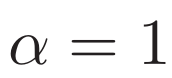 α = 1